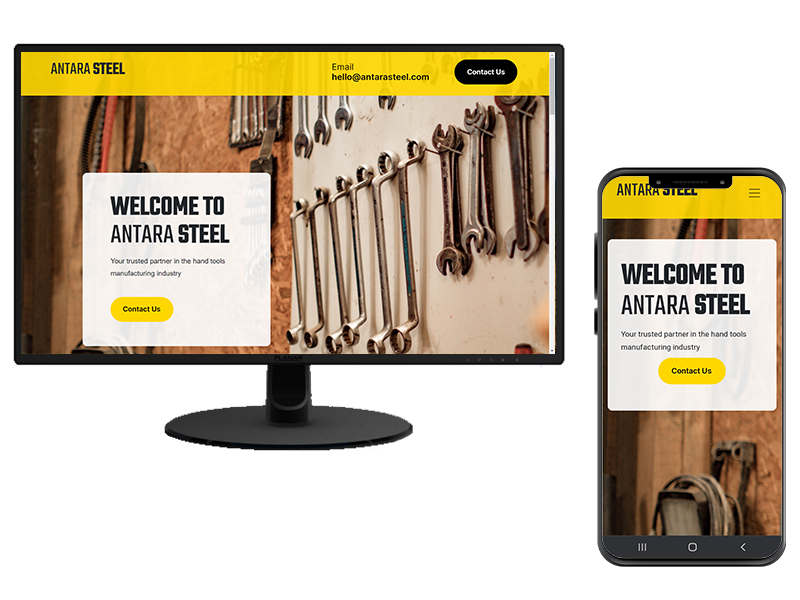 ANTARA STEEL
Email
hello@antarasteel.com
Contact Us
WELCOME TO
ANTARA STEEL
Your trusted partner in the hand tools
manufacturing industry
Contact Us
PLANAR
ANTARA STEEL
WELCOME TO
ANTARA STEEL
Your trusted partner in the hand tools
manufacturing industry
Contact Us